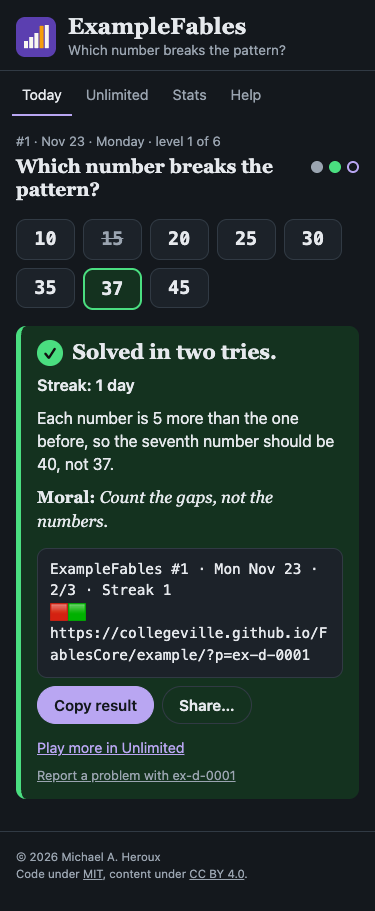 ExampleFables
Which number breaks the pattern?
Today Unlimited Stats Help
#1 · Nov 23 · Monday · level 1 of 6
Which number breaks the
pattern?
10 15 20 25 30
35 37 45
Solved in two tries.
Streak: 1 day
Each number is 5 more than the one
before, so the seventh number should be
40, not 37.
Moral: Count the gaps, not the
numbers.
ExampleFables #1 · Mon Nov 23 ·
2/3 · Streak 1
https://collegeville.github.io/F
ablesCore/example/?p=ex-d-0001
Copy result Share...
Play more in Unlimited
Report a problem with ex-d-0001
© 2026 Michael A. Heroux
Code under MIT, content under CC BY 4.0.